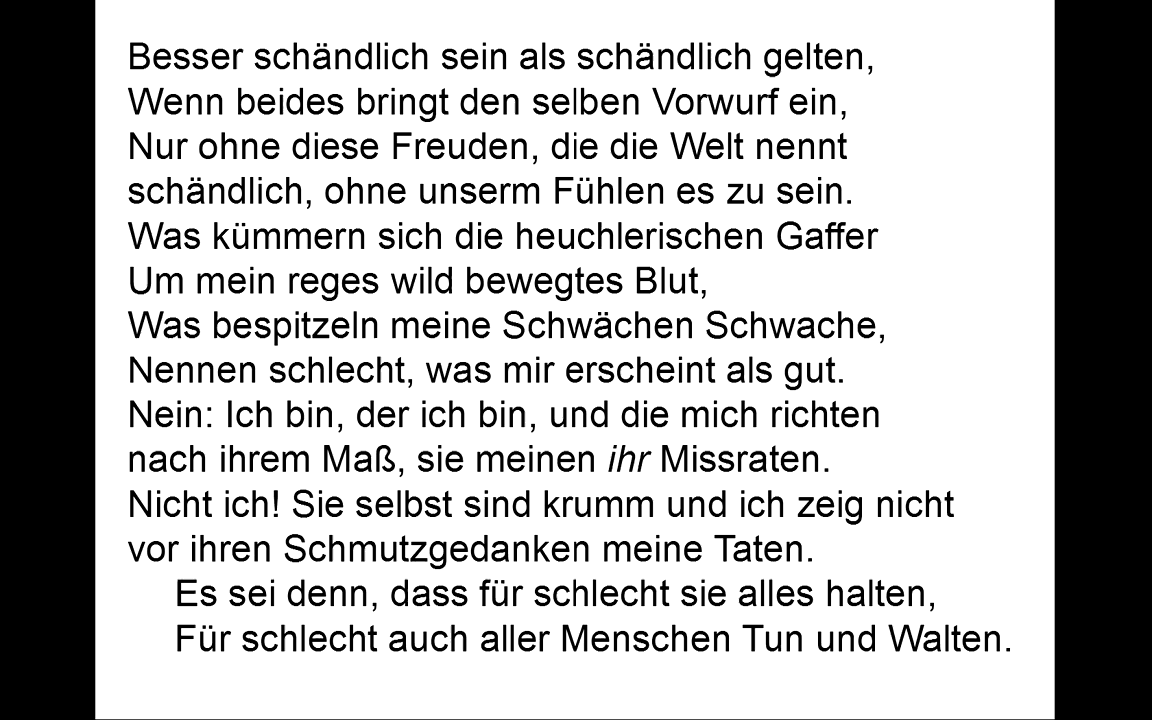 Besser schändlich sein als schändlich gelten,
Wenn beides bringt den selben Vorwurf ein,
Nur ohne diese Freuden, die die Welt nennt
schändlich, ohne unserm Fühlen es zu sein.
Was kümmern sich die heuchlerischen Gaffer
Um mein reges wild bewegtes Blut,
Was bespitzeln meine Schwächen Schwache,
Nennen schlecht, was mir erscheint als gut.
Nein: Ich bin, der ich bin, und die mich richten
nach ihrem Maß, sie meinen ihr Missraten.
Nicht ich! Sie selbst sind krumm und ich zeig nicht
vor ihren Schmutzgedanken meine Taten.
Es sei denn, dass für schlecht sie alles halten,
Für schlecht auch aller Menschen Tun und Walten.